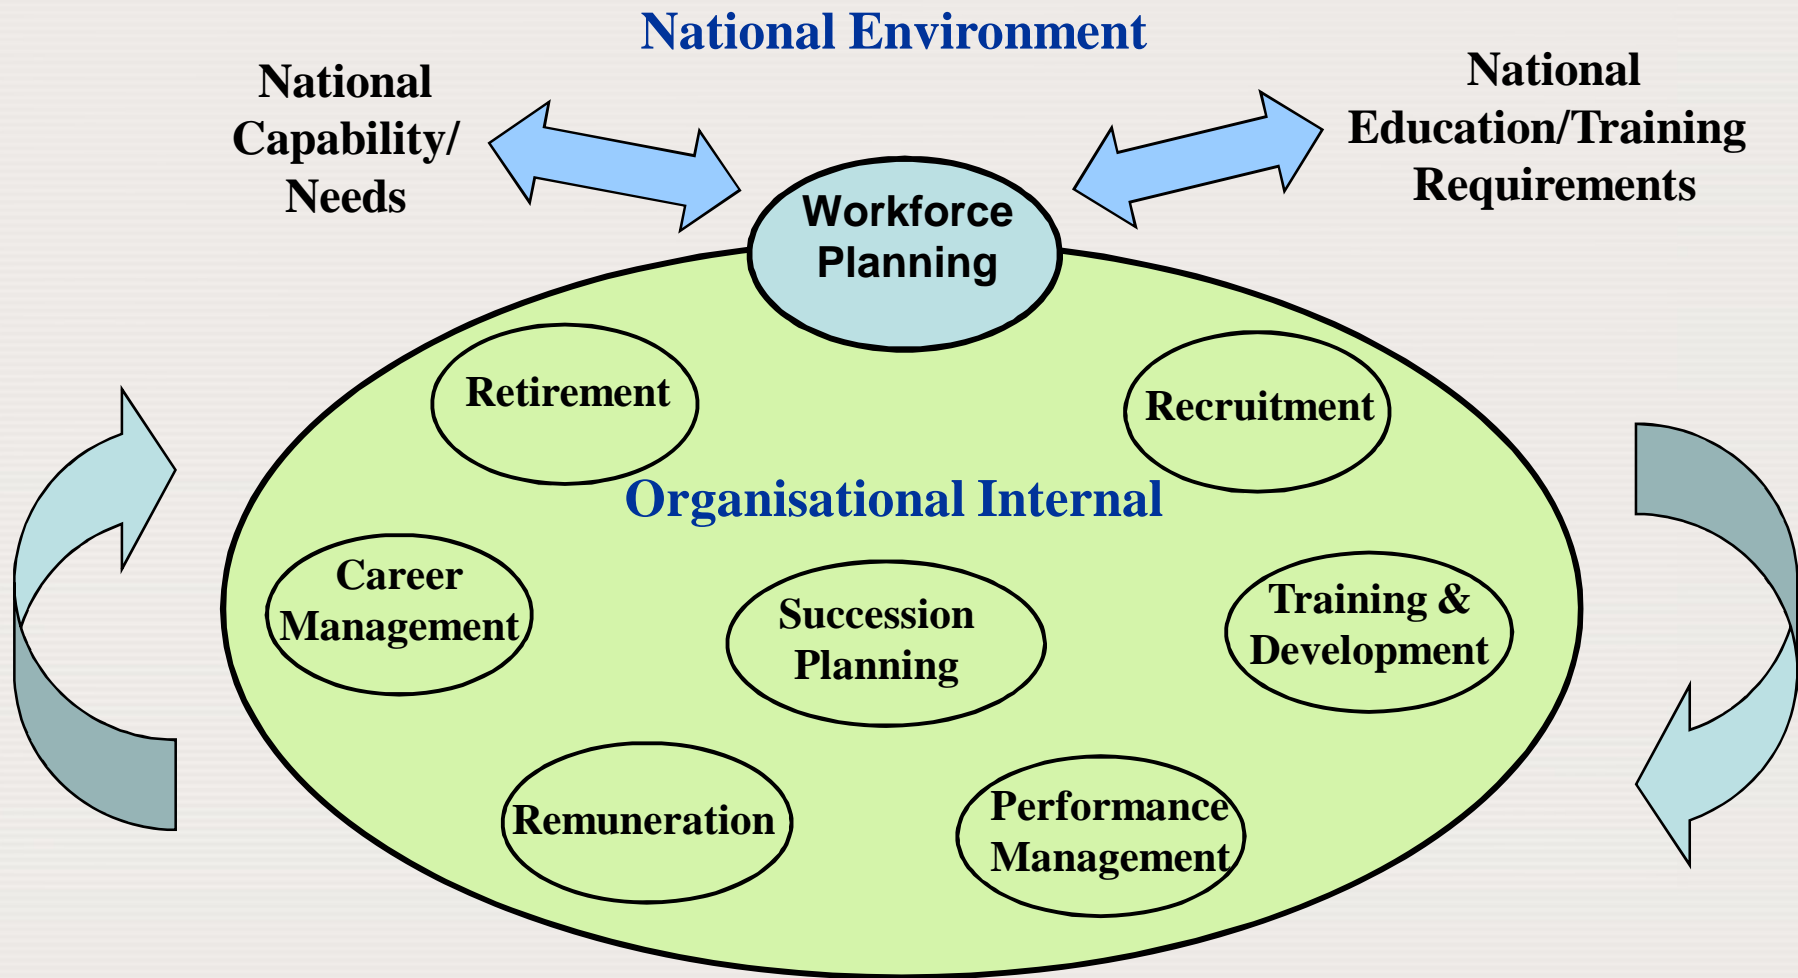 National Environment
National
Capability/
Needs
National
Education/Training
Requirements
Workforce
Planning
Retirement
Recruitment
Organisational Internal
Career
Management
Succession
Planning
Training &
Development
Remuneration
Performance
Management